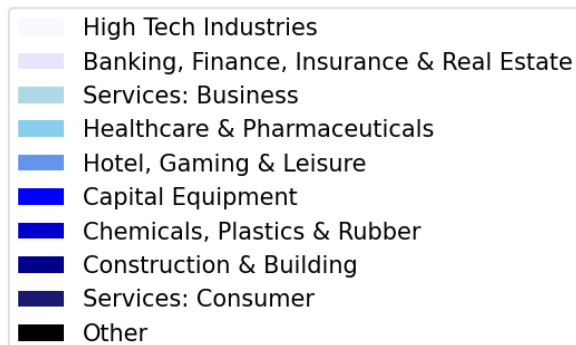 High Tech Industries
Banking, Finance, Insurance & Real Estate
Services: Business
Healthcare & Pharmaceuticals
Hotel, Gaming & Leisure
Capital Equipment
Chemicals, Plastics & Rubber
Construction & Building
Services: Consumer
Other